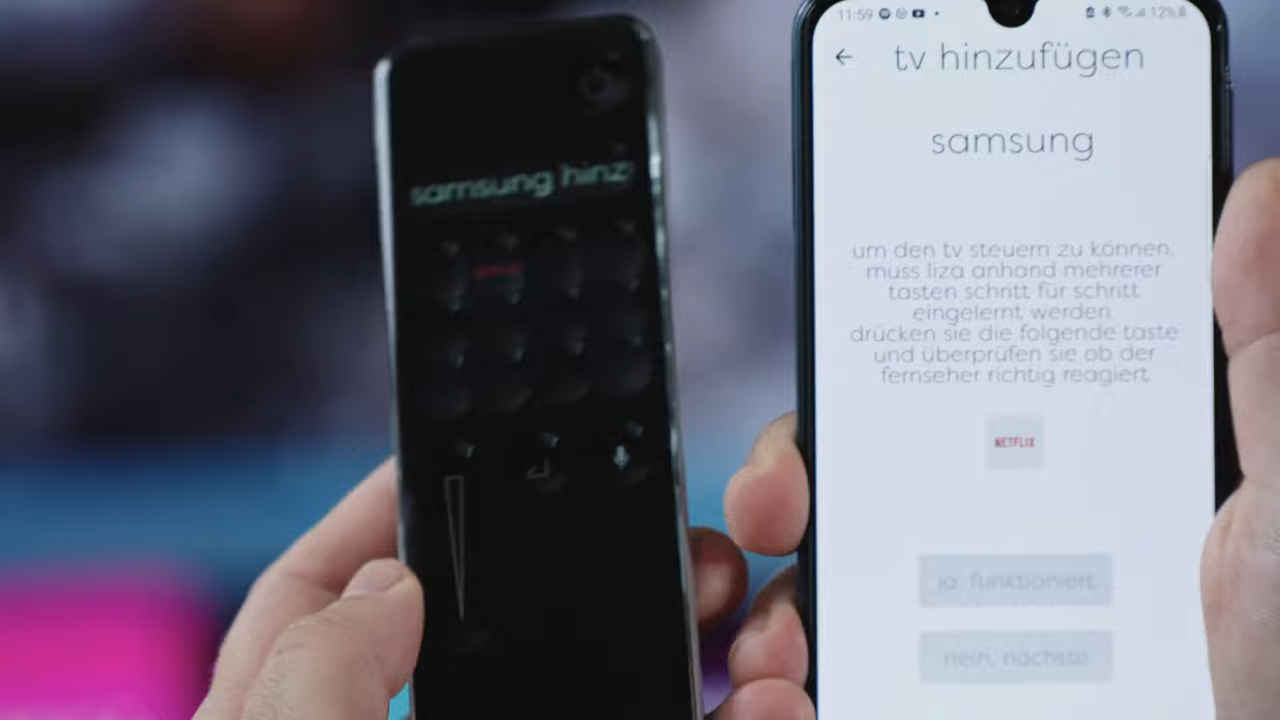 samsung hinz
11:59
12%
tv hinzufügen
samsung
um den tv steuern zu können,
muss liza anhand mehrerer
tasten schritt für schritt
eingelernt werden.
drücken sie die folgende taste
und überprüfen sie ob der
fernseher richtig reagiert.
NETFLIX
ja, funktioniert
nein, nächste